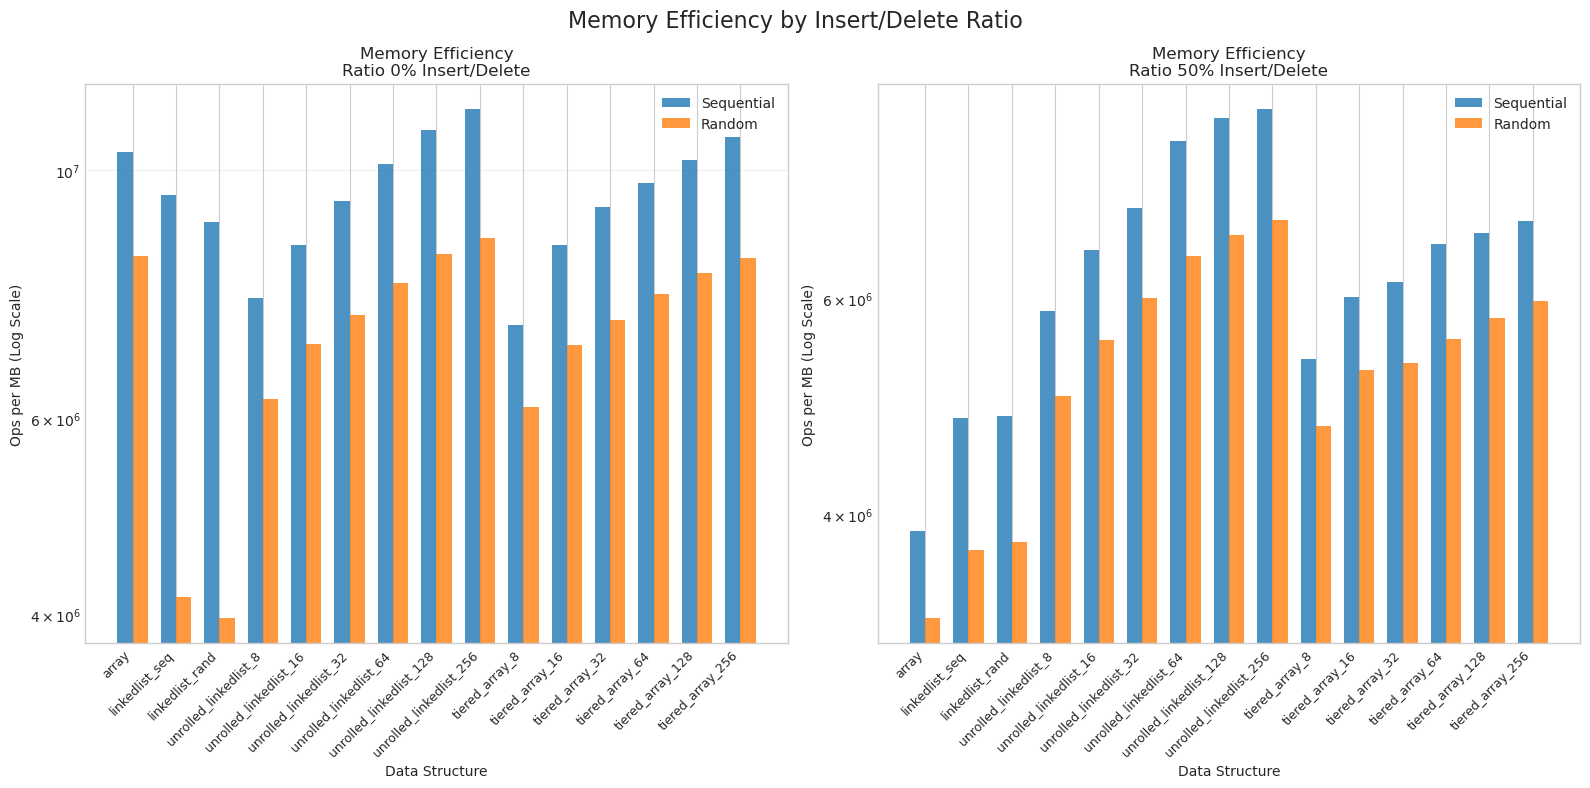 Memory Efficiency by Insert/Delete Ratio
Memory Efficiency
Ratio 0% Insert/Delete
Sequential
Random
10⁷
6 × 10⁶
4 × 10⁶
Ops per MB (Log Scale)
array
linkedlist_seq
linkedlist_rand
unrolled_linkedlist_8
unrolled_linkedlist_16
unrolled_linkedlist_32
unrolled_linkedlist_64
unrolled_linkedlist_128
unrolled_linkedlist_256
tiered_array_8
tiered_array_16
tiered_array_32
tiered_array_64
tiered_array_128
tiered_array_256
Data Structure
Memory Efficiency
Ratio 50% Insert/Delete
Sequential
Random
6 × 10⁶
4 × 10⁶
Ops per MB (Log Scale)
array
linkedlist_seq
linkedlist_rand
unrolled_linkedlist_8
unrolled_linkedlist_16
unrolled_linkedlist_32
unrolled_linkedlist_64
unrolled_linkedlist_128
unrolled_linkedlist_256
tiered_array_8
tiered_array_16
tiered_array_32
tiered_array_64
tiered_array_128
tiered_array_256
Data Structure